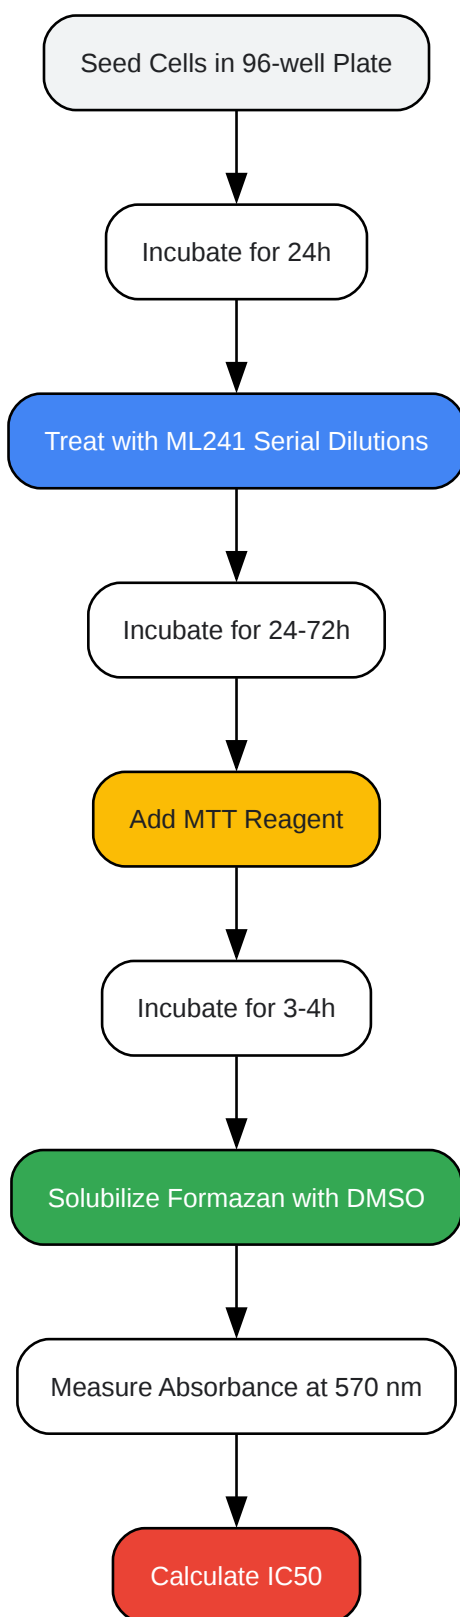 Seed Cells in 96-well Plate
Incubate for 24h
Treat with ML241 Serial Dilutions
Incubate for 24-72h
Add MTT Reagent
Incubate for 3-4h
Solubilize Formazan with DMSO
Measure Absorbance at 570 nm
Calculate IC50